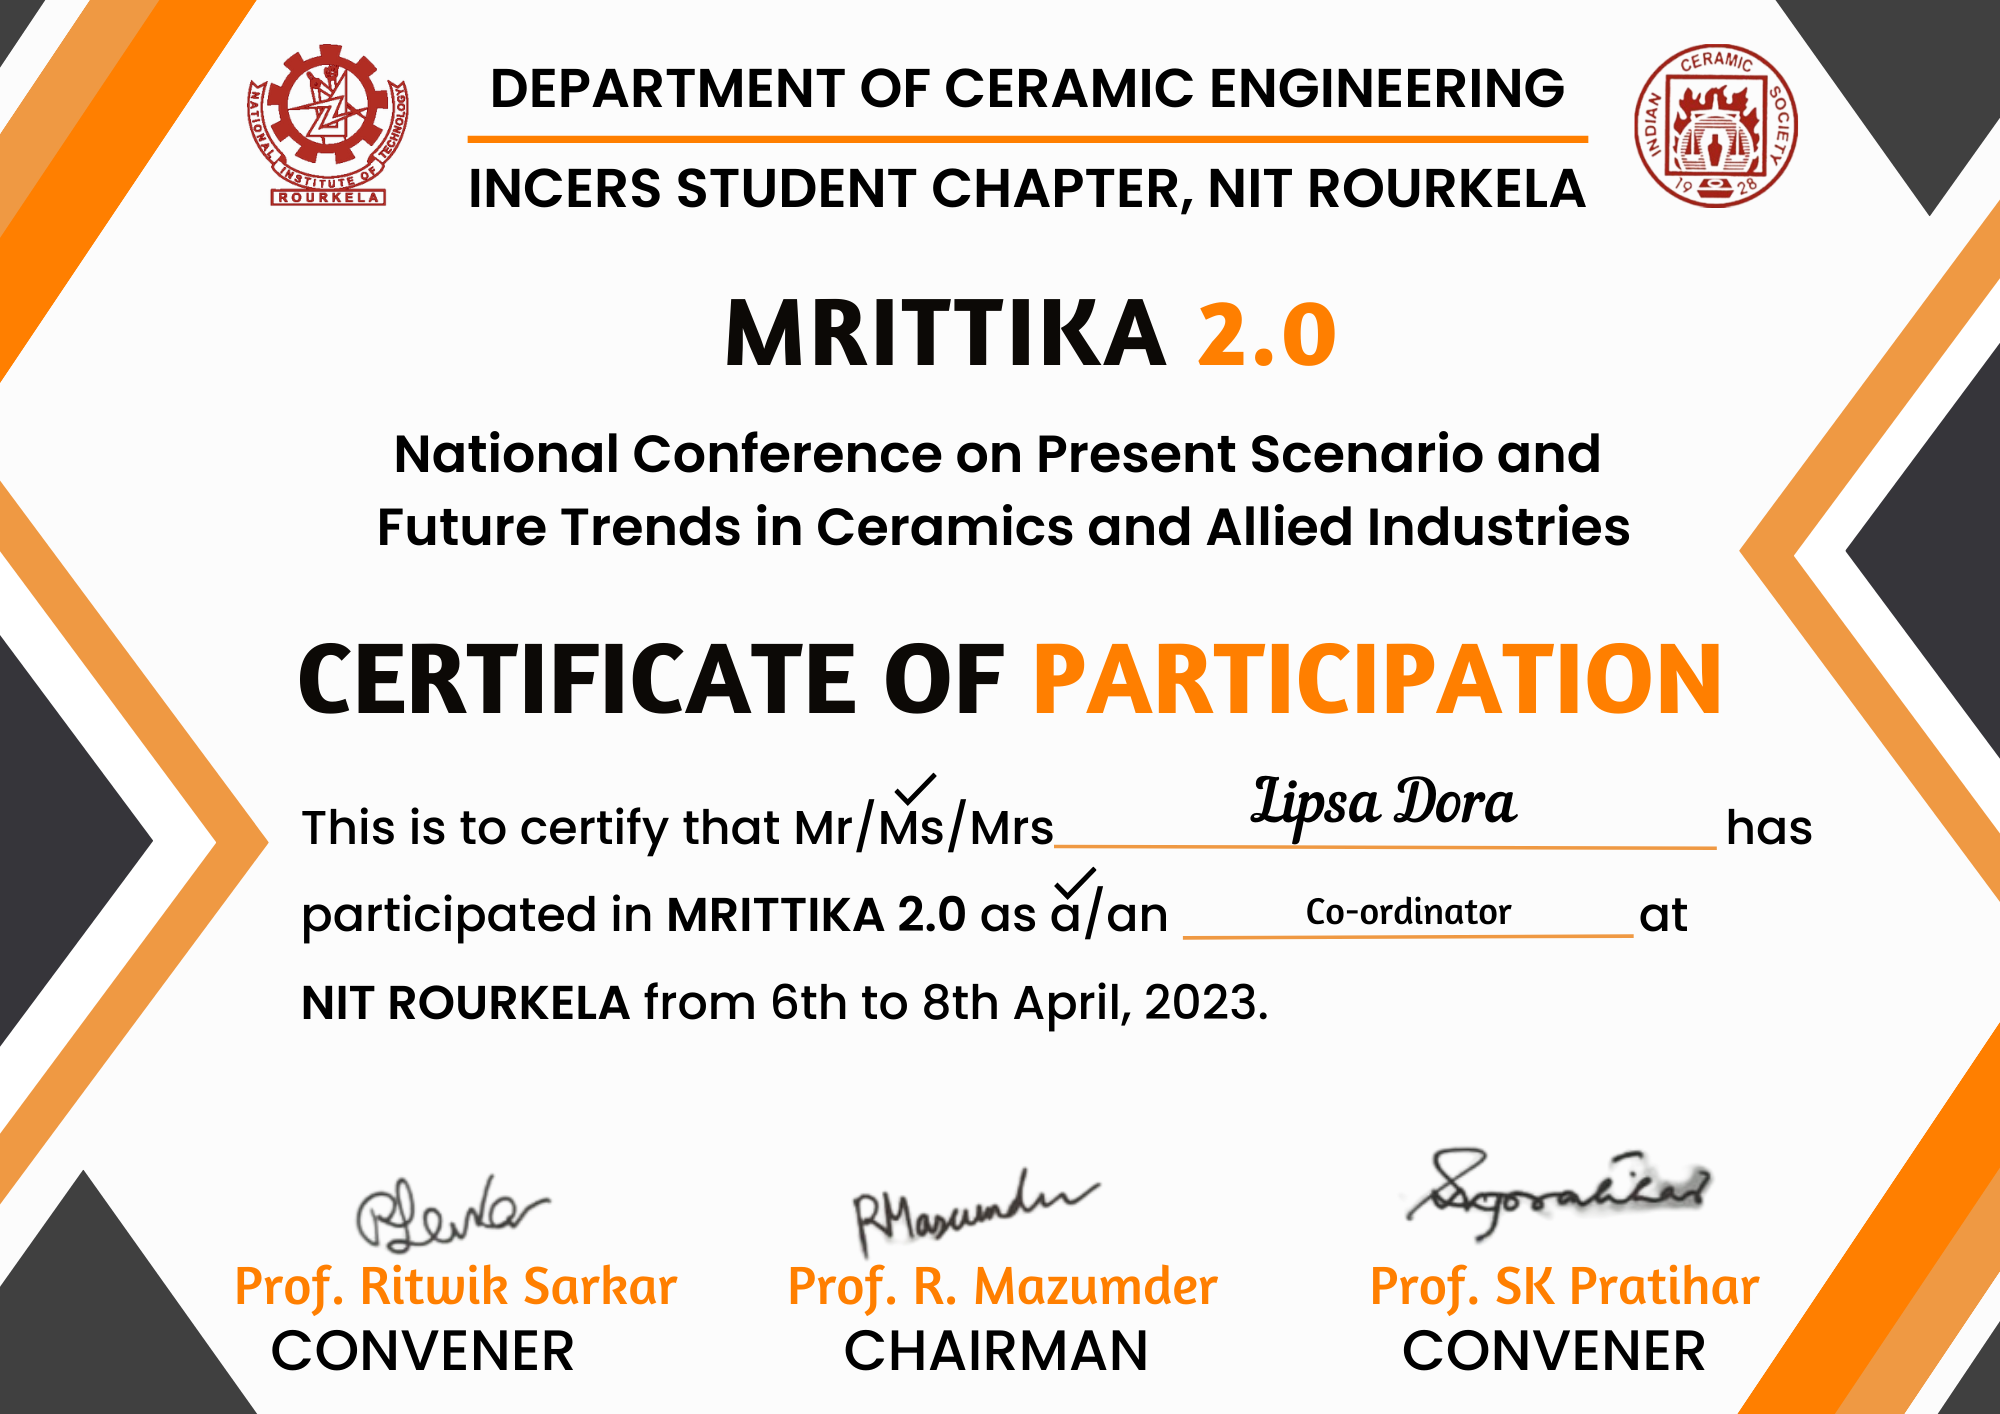 NATIONAL INSTITUTE OF TECHNOLOGY
ROURKELA
DEPARTMENT OF CERAMIC ENGINEERING
INCERS STUDENT CHAPTER, NIT ROURKELA
INDIAN CERAMIC SOCIETY
1928
MRITTIKA 2.0
National Conference on Present Scenario and
Future Trends in Ceramics and Allied Industries
CERTIFICATE OF PARTICIPATION
This is to certify that Mr/Ms/Mrs Lipsa Dora has
participated in MRITTIKA 2.0 as a/an Co-ordinator at
NIT ROURKELA from 6th to 8th April, 2023.
RMazumder
Prof. Ritwik Sarkar
CONVENER
Prof. R. Mazumder
CHAIRMAN
Prof. SK Pratihar
CONVENER